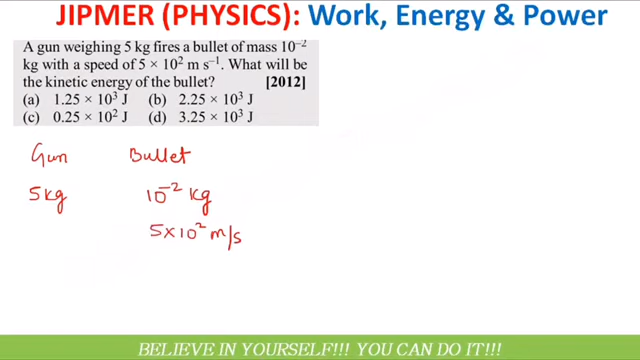 JIPMER (PHYSICS): Work, Energy & Power
A gun weighing 5 kg fires a bullet of mass 10⁻²
kg with a speed of 5 × 10² m s⁻¹. What will be
the kinetic energy of the bullet? [2012]
(a) 1.25 × 10³ J (b) 2.25 × 10³ J
(c) 0.25 × 10² J (d) 3.25 × 10³ J
Gun Bullet
5kg 10⁻² kg
5×10² m/s
BELIEVE IN YOURSELF!!! YOU CAN DO IT!!!